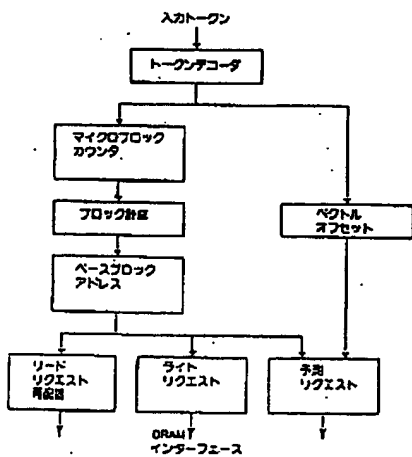 入力トークン
トークンデコーダ
マイクロブロック
カウンタ
ブロック計算
ベクトル
オフセット
ベースブロック
アドレス
リード
リクエスト
再配置
ライト
リクエスト
予測
リクエスト
DRAM
インターフェース